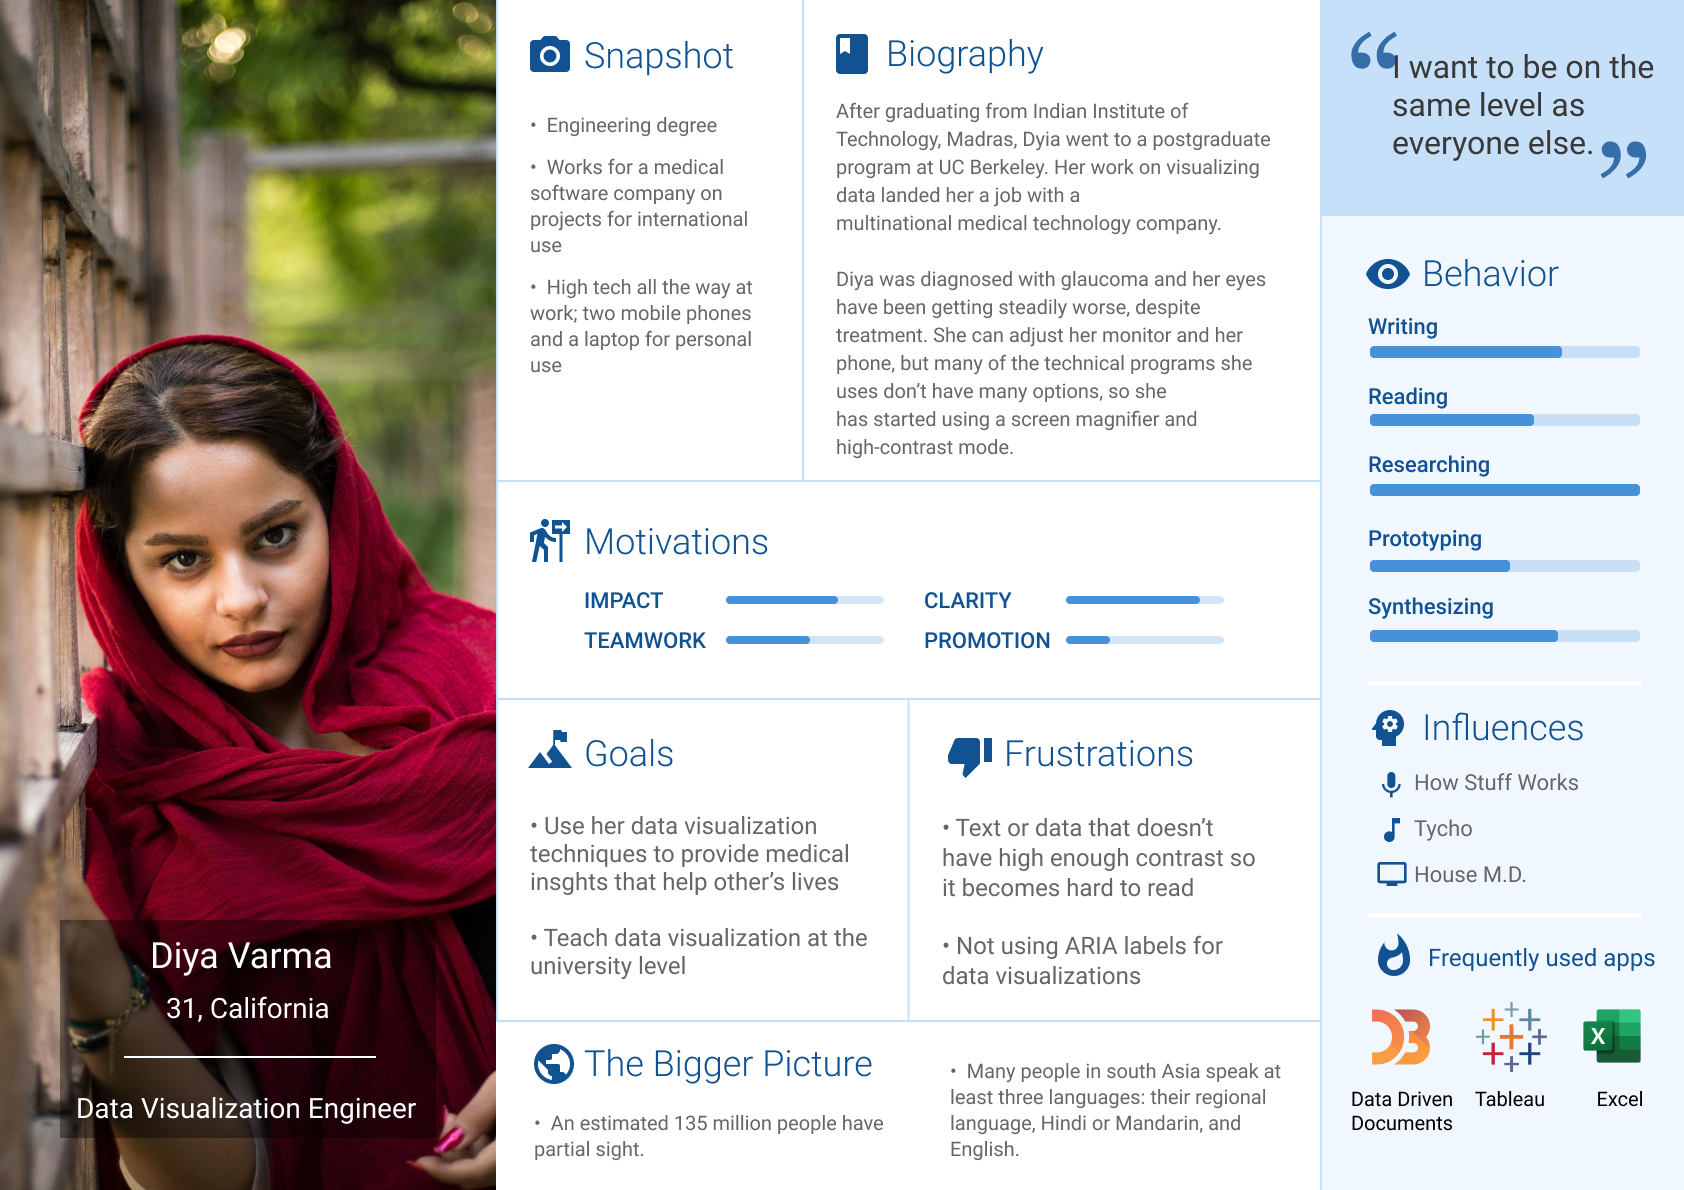 Diya Varma
31, California
Data Visualization Engineer
Snapshot
• Engineering degree
• Works for a medical
software company on
projects for international
use
• High tech all the way at
work; two mobile phones
and a laptop for personal
use
Biography
After graduating from Indian Institute of
Technology, Madras, Dyia went to a postgraduate
program at UC Berkeley. Her work on visualizing
data landed her a job with a
multinational medical technology company.
Diya was diagnosed with glaucoma and her eyes
have been getting steadily worse, despite
treatment. She can adjust her monitor and her
phone, but many of the technical programs she
uses don’t have many options, so she
has started using a screen magnifier and
high-contrast mode.
Motivations
IMPACT
CLARITY
TEAMWORK
PROMOTION
Goals
• Use her data visualization
techniques to provide medical
insghts that help other’s lives
• Teach data visualization at the
university level
Frustrations
• Text or data that doesn’t
have high enough contrast so
it becomes hard to read
• Not using ARIA labels for
data visualizations
The Bigger Picture
• An estimated 135 million people have
partial sight.
• Many people in south Asia speak at
least three languages: their regional
language, Hindi or Mandarin, and
English.
“I want to be on the
same level as
everyone else.”
Behavior
Writing
Reading
Researching
Prototyping
Synthesizing
Influences
How Stuff Works
Tycho
House M.D.
Frequently used apps
X
Data Driven
Documents
Tableau
Excel